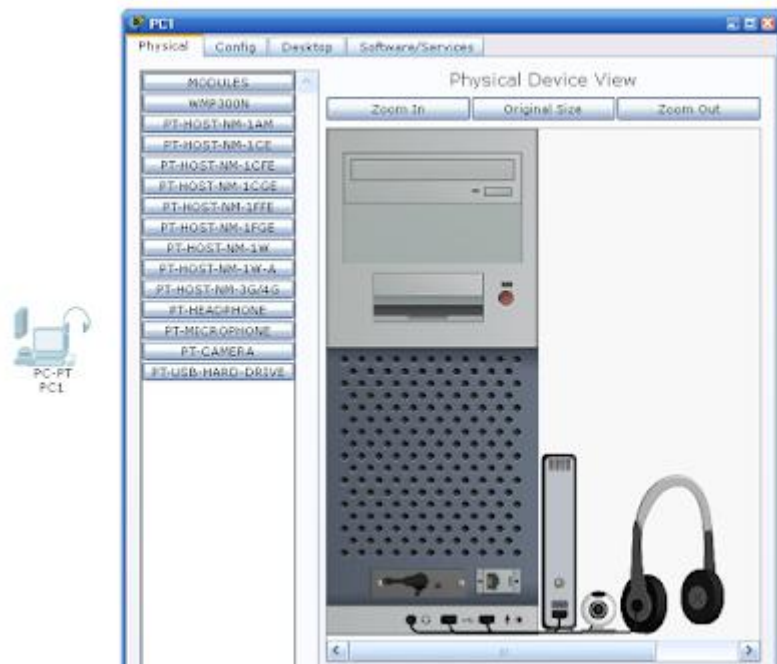 PC1
Physical Config Desktop Software/Services
MODULES
WMP300N
PT-HOST-NM-1AM
PT-HOST-NM-1CE
PT-HOST-NM-1CFE
PT-HOST-NM-1CGE
PT-HOST-NM-1FFE
PT-HOST-NM-1FGE
PT-HOST-NM-1W
PT-HOST-NM-1W-A
PT-HOST-NM-3G/4G
PT-HEADPHONE
PT-MICROPHONE
PT-CAMERA
PT-USB-HARD-DRIVE
Physical Device View
Zoom In Original Size Zoom Out
PC-PT
PC1